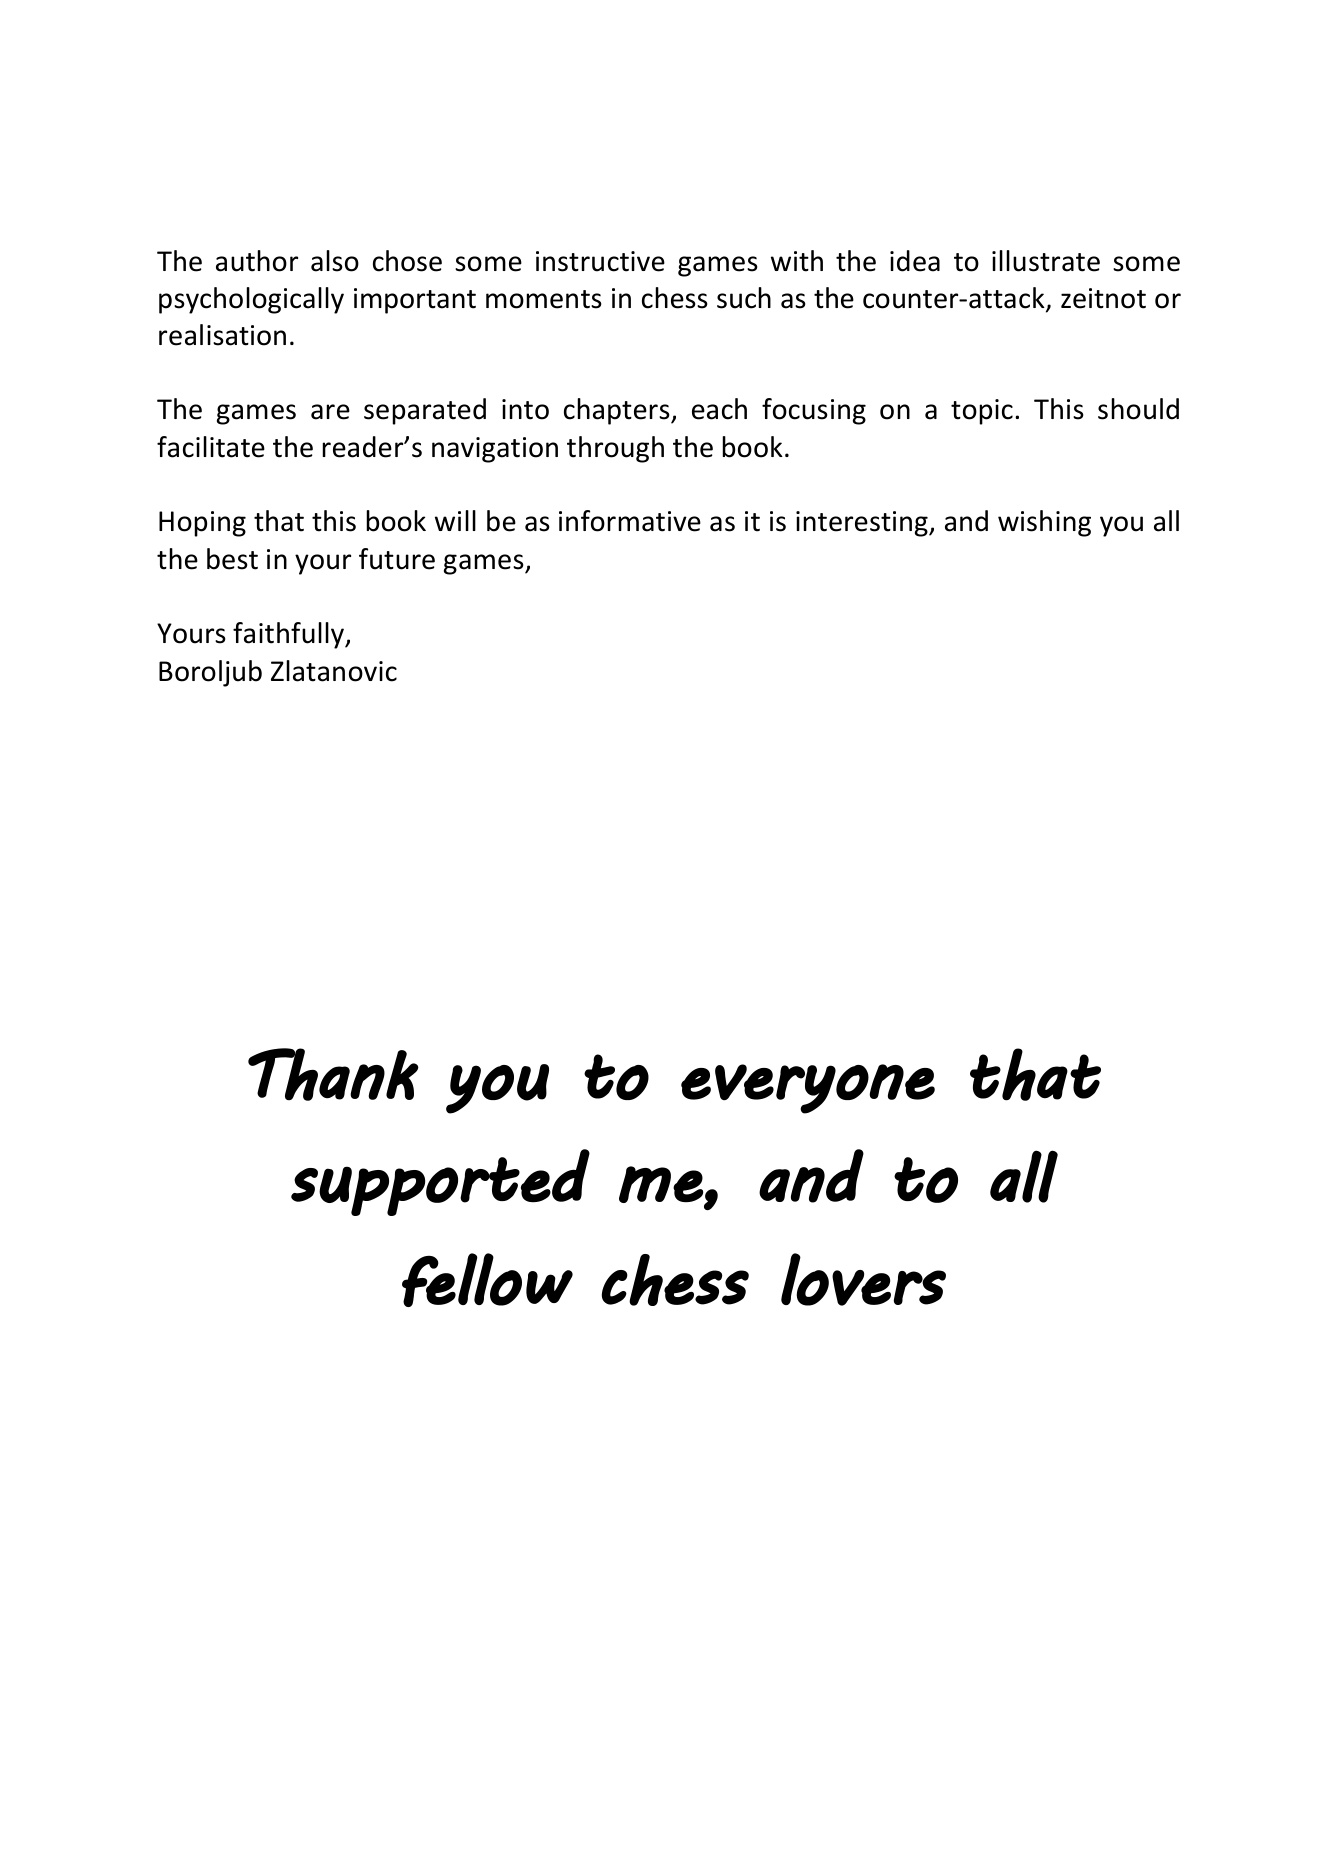 The author also chose some instructive games with the idea to illustrate some
psychologically important moments in chess such as the counter-attack, zeitnot or
realisation.
The games are separated into chapters, each focusing on a topic. This should
facilitate the reader’s navigation through the book.
Hoping that this book will be as informative as it is interesting, and wishing you all
the best in your future games,
Yours faithfully,
Boroljub Zlatanovic
Thank you to everyone that
supported me, and to all
fellow chess lovers